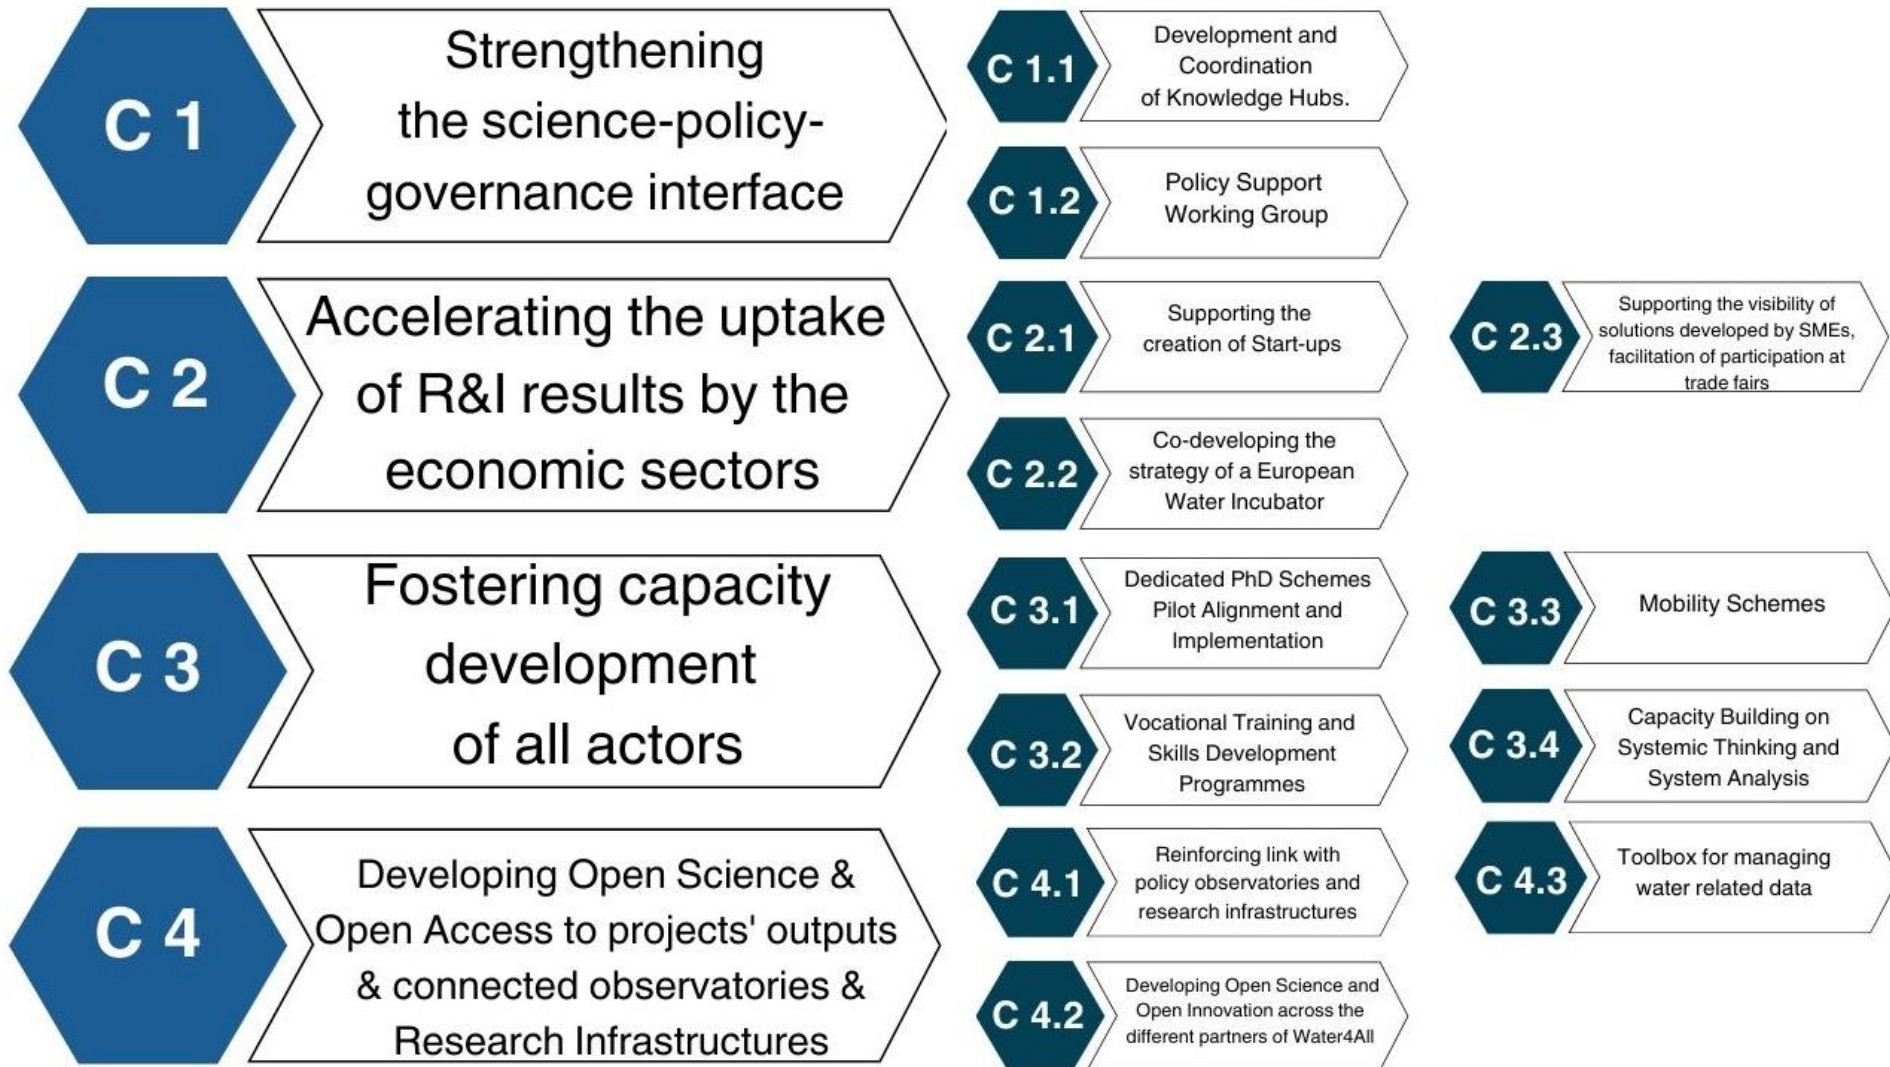 C 1
Strengthening
the science-policy-
governance interface
C 1.1
Development and
Coordination
of Knowledge Hubs.
C 1.2
Policy Support
Working Group
C 2
Accelerating the uptake
of R&I results by the
economic sectors
C 2.1
Supporting the
creation of Start-ups
C 2.2
Co-developing the
strategy of a European
Water Incubator
C 2.3
Supporting the visibility of
solutions developed by SMEs,
facilitation of participation at
trade fairs
C 3
Fostering capacity
development
of all actors
C 3.1
Dedicated PhD Schemes
Pilot Alignment and
Implementation
C 3.2
Vocational Training and
Skills Development
Programmes
C 3.3
Mobility Schemes
C 3.4
Capacity Building on
Systemic Thinking and
System Analysis
C 4
Developing Open Science &
Open Access to projects' outputs
& connected observatories &
Research Infrastructures
C 4.1
Reinforcing link with
policy observatories and
research infrastructures
C 4.2
Developing Open Science and
Open Innovation across the
different partners of Water4All
C 4.3
Toolbox for managing
water related data